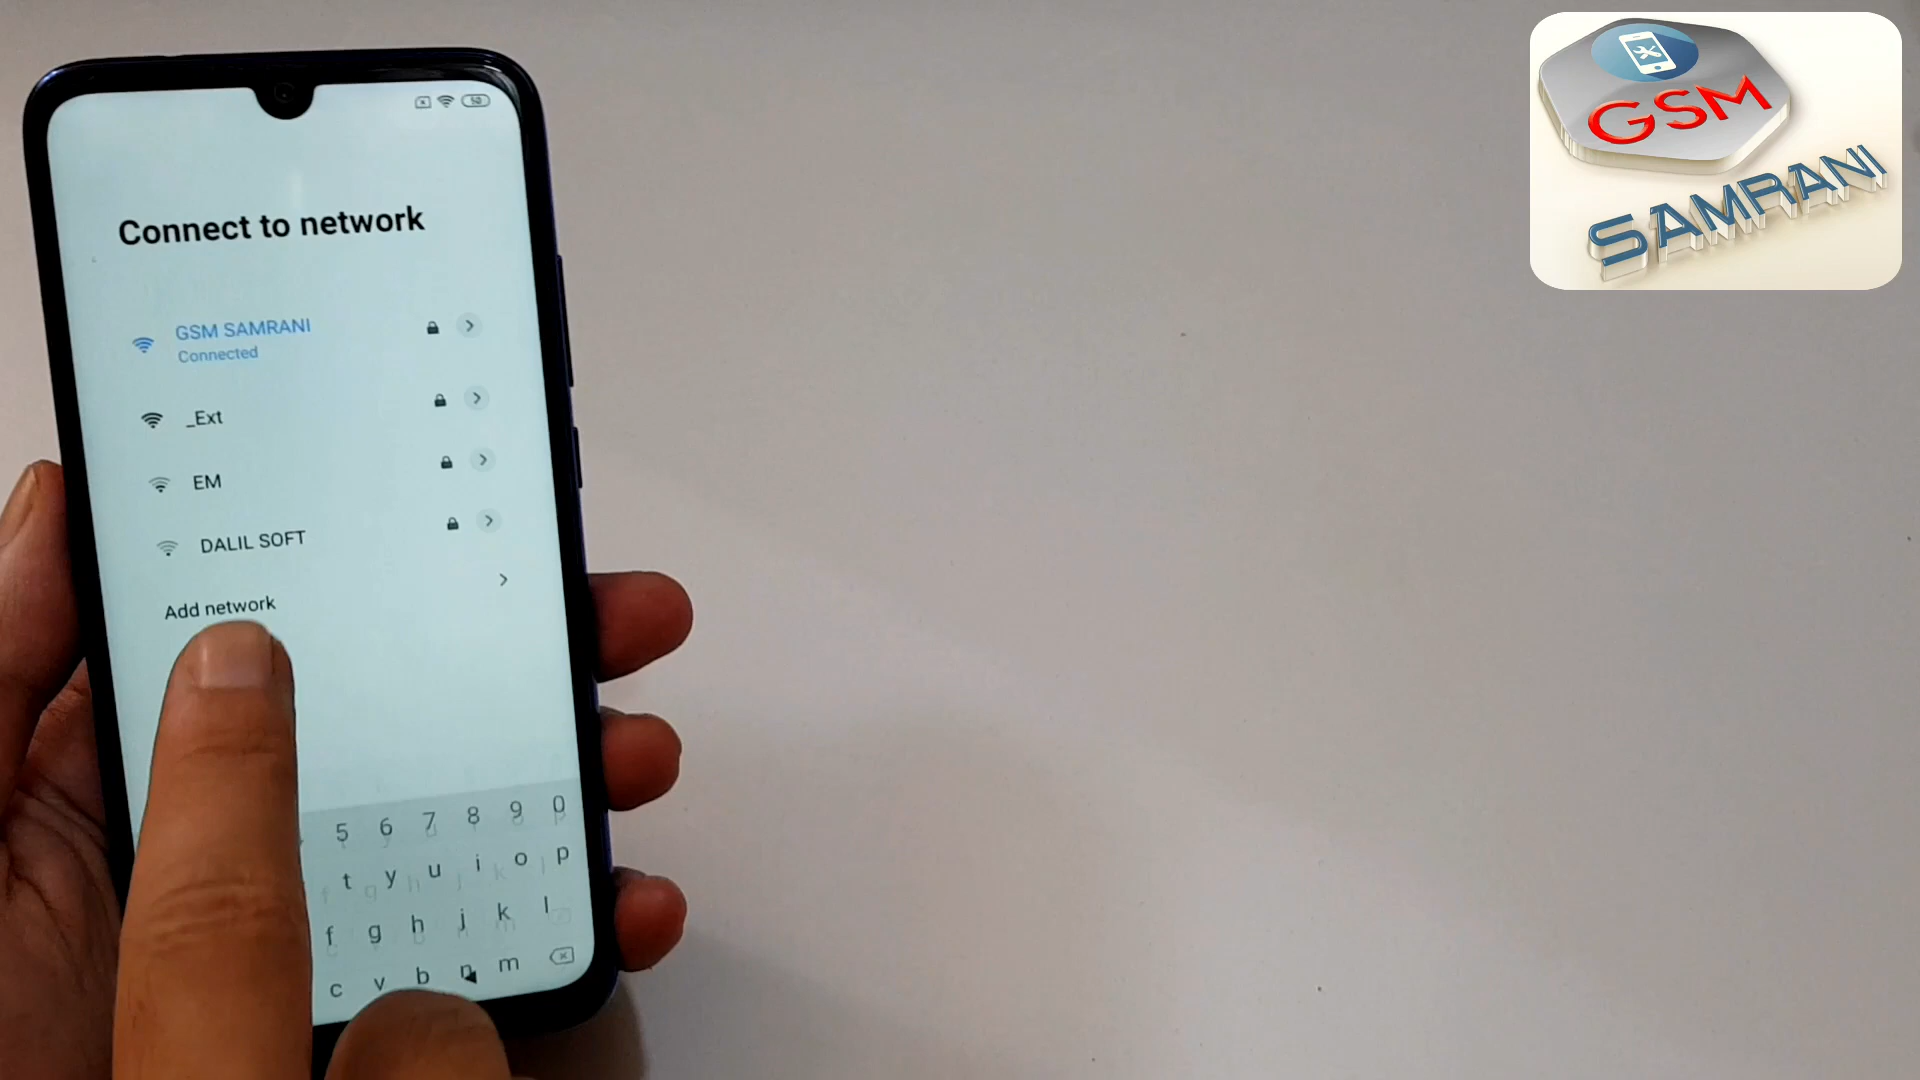 50
Connect to network
GSM SAMRANI
Connected
_Ext
EM
DALIL SOFT
Add network
5 6 7 8 9 0
t y u i o p
f g h j k l
c v b n m
GSM
SAMRANI